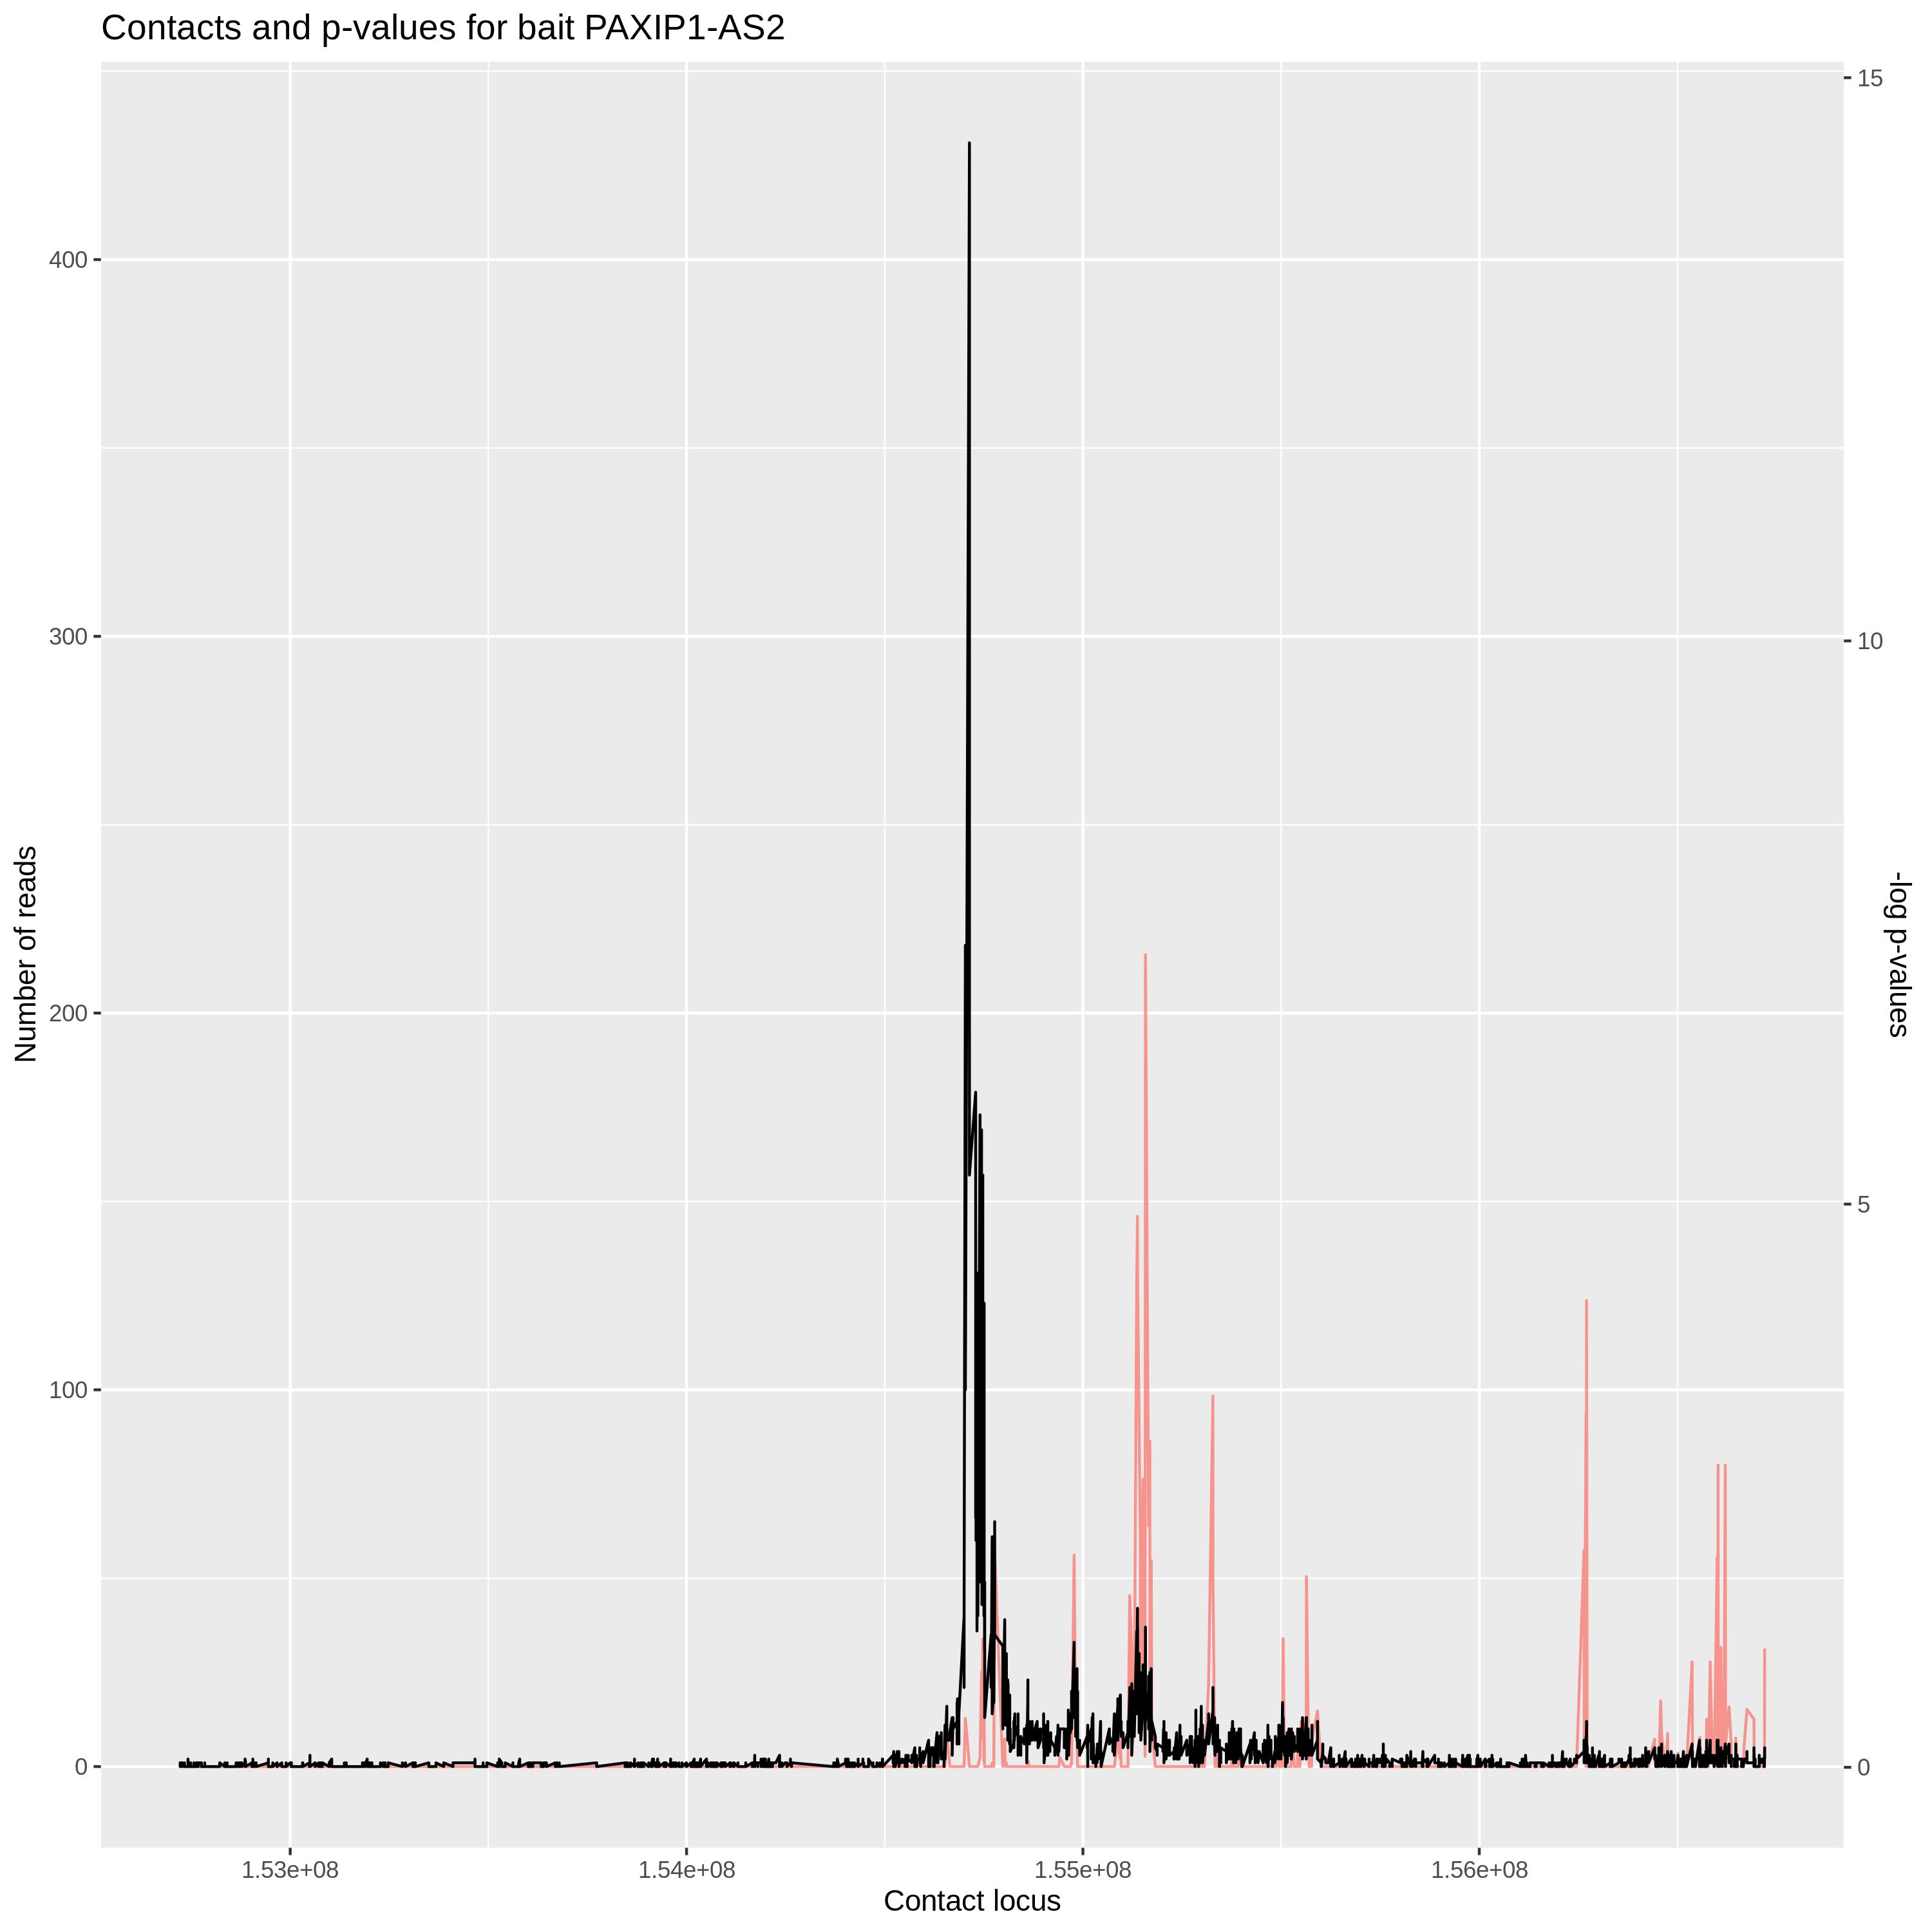 Contacts and p-values for bait PAXIP1-AS2
Number of reads
400
300
200
100
0
15
10
5
0
-log p-values
1.53e+08 1.54e+08 1.55e+08 1.56e+08
Contact locus